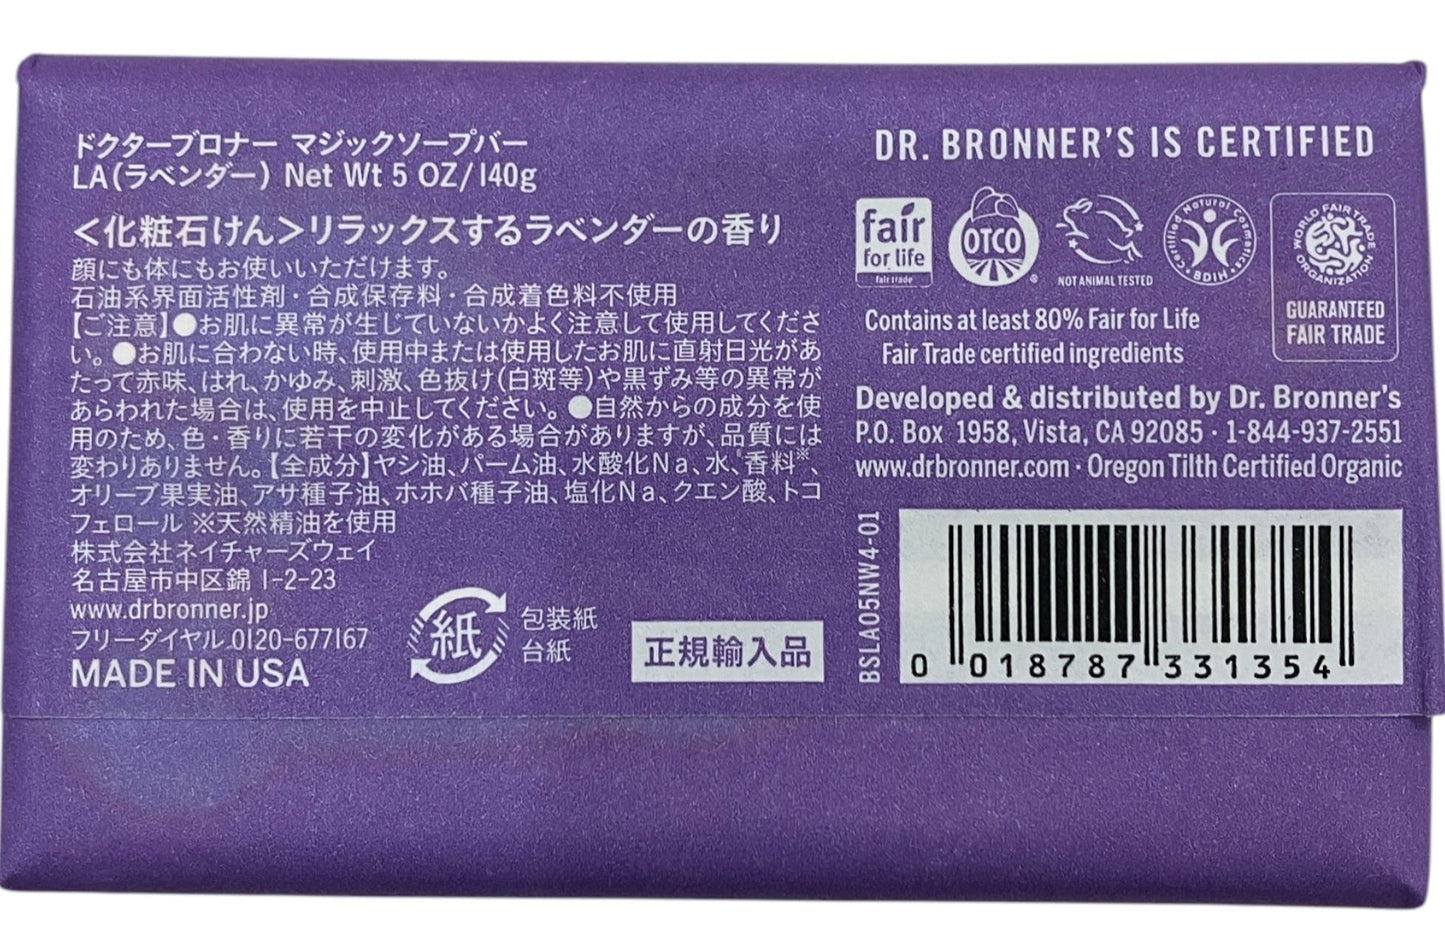 ドクターブロナー マジックソープバー
LA(ラベンダー) Net Wt 5 OZ/140g
<化粧石けん>リラックスするラベンダーの香り
顔にも体にもお使いいただけます。
石油系界面活性剤・合成保存料・合成着色料不使用
【ご注意】●お肌に異常が生じていないかよく注意して使用してくださ
い。●お肌に合わない時、使用中または使用したお肌に直射日光があ
たって赤味、はれ、かゆみ、刺激、色抜け(白斑等)や黒ずみ等の異常が
あらわれた場合は、使用を中止してください。●自然からの成分を使
用のため、色・香りに若干の変化がある場合がありますが、品質には
変わりありません。【全成分】ヤシ油、パーム油、水酸化Na、水、香料※、
オリーブ果実油、アサ種子油、ホホバ種子油、塩化Na、クエン酸、トコ
フェロール ※天然精油を使用
株式会社ネイチャーズウェイ
名古屋市中区錦 1-2-23
www.drbronner.jp
フリーダイヤル 0120-677167
MADE IN USA
紙
包装紙
台紙
正規輸入品
DR. BRONNER'S IS CERTIFIED
fair
for life
fair trade
OTCO
®
NOT ANIMAL TESTED
Certified Natural Cosmetics
BDIH
WORLD FAIR TRADE
ORGANIZATION
GUARANTEED
FAIR TRADE
Contains at least 80% Fair for Life
Fair Trade certified ingredients
Developed & distributed by Dr. Bronner's
P.O. Box 1958, Vista, CA 92085 · 1-844-937-2551
www.drbronner.com · Oregon Tilth Certified Organic
BSLA05NW4-01
0 018787 331354